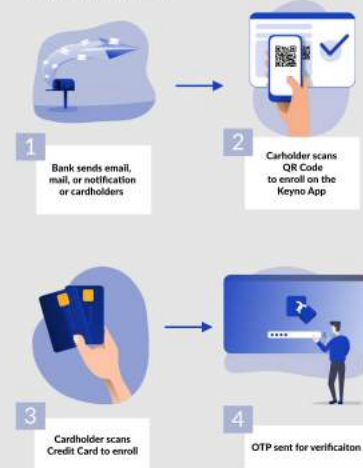 1
Bank sends email,
mail, or notification
or cardholders
2
Carholder scans
QR Code
to enroll on the
Keyno App
3
Cardholder scans
Credit Card to enroll
4
OTP sent for verificaiton